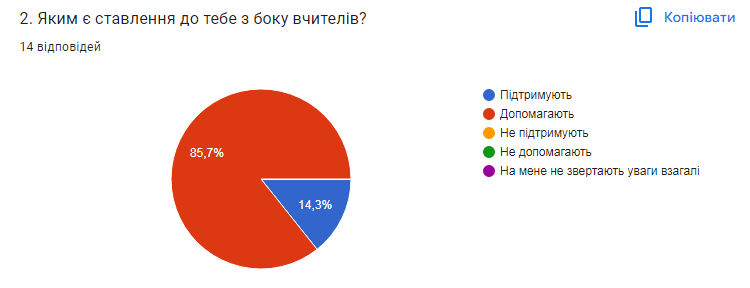 2. Яким є ставлення до тебе з боку вчителів?
Копіювати
14 відповідей
Підтримують
Допомагають
Не підтримують
Не допомагають
На мене не звертають уваги взагалі
85,7%
14,3%